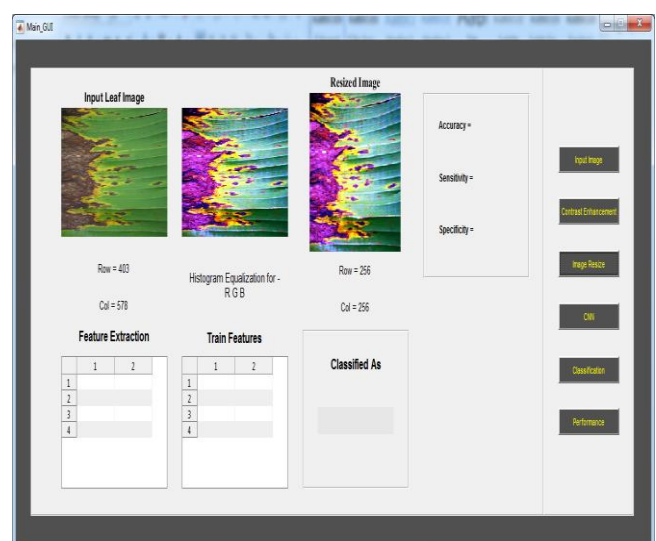 Main_GUI
Input Leaf Image
Resized Image
Accuracy =
Sensitivity =
Specificity =
Row = 403
Col = 578
Histogram Equalization for -
R G B
Row = 256
Col = 256
Feature Extraction
1 2
1
2
3
4
Train Features
1 2
1
2
3
4
Classified As
Input Image
Contrast Enhancement
Image Resize
CNN
Classification
Performance